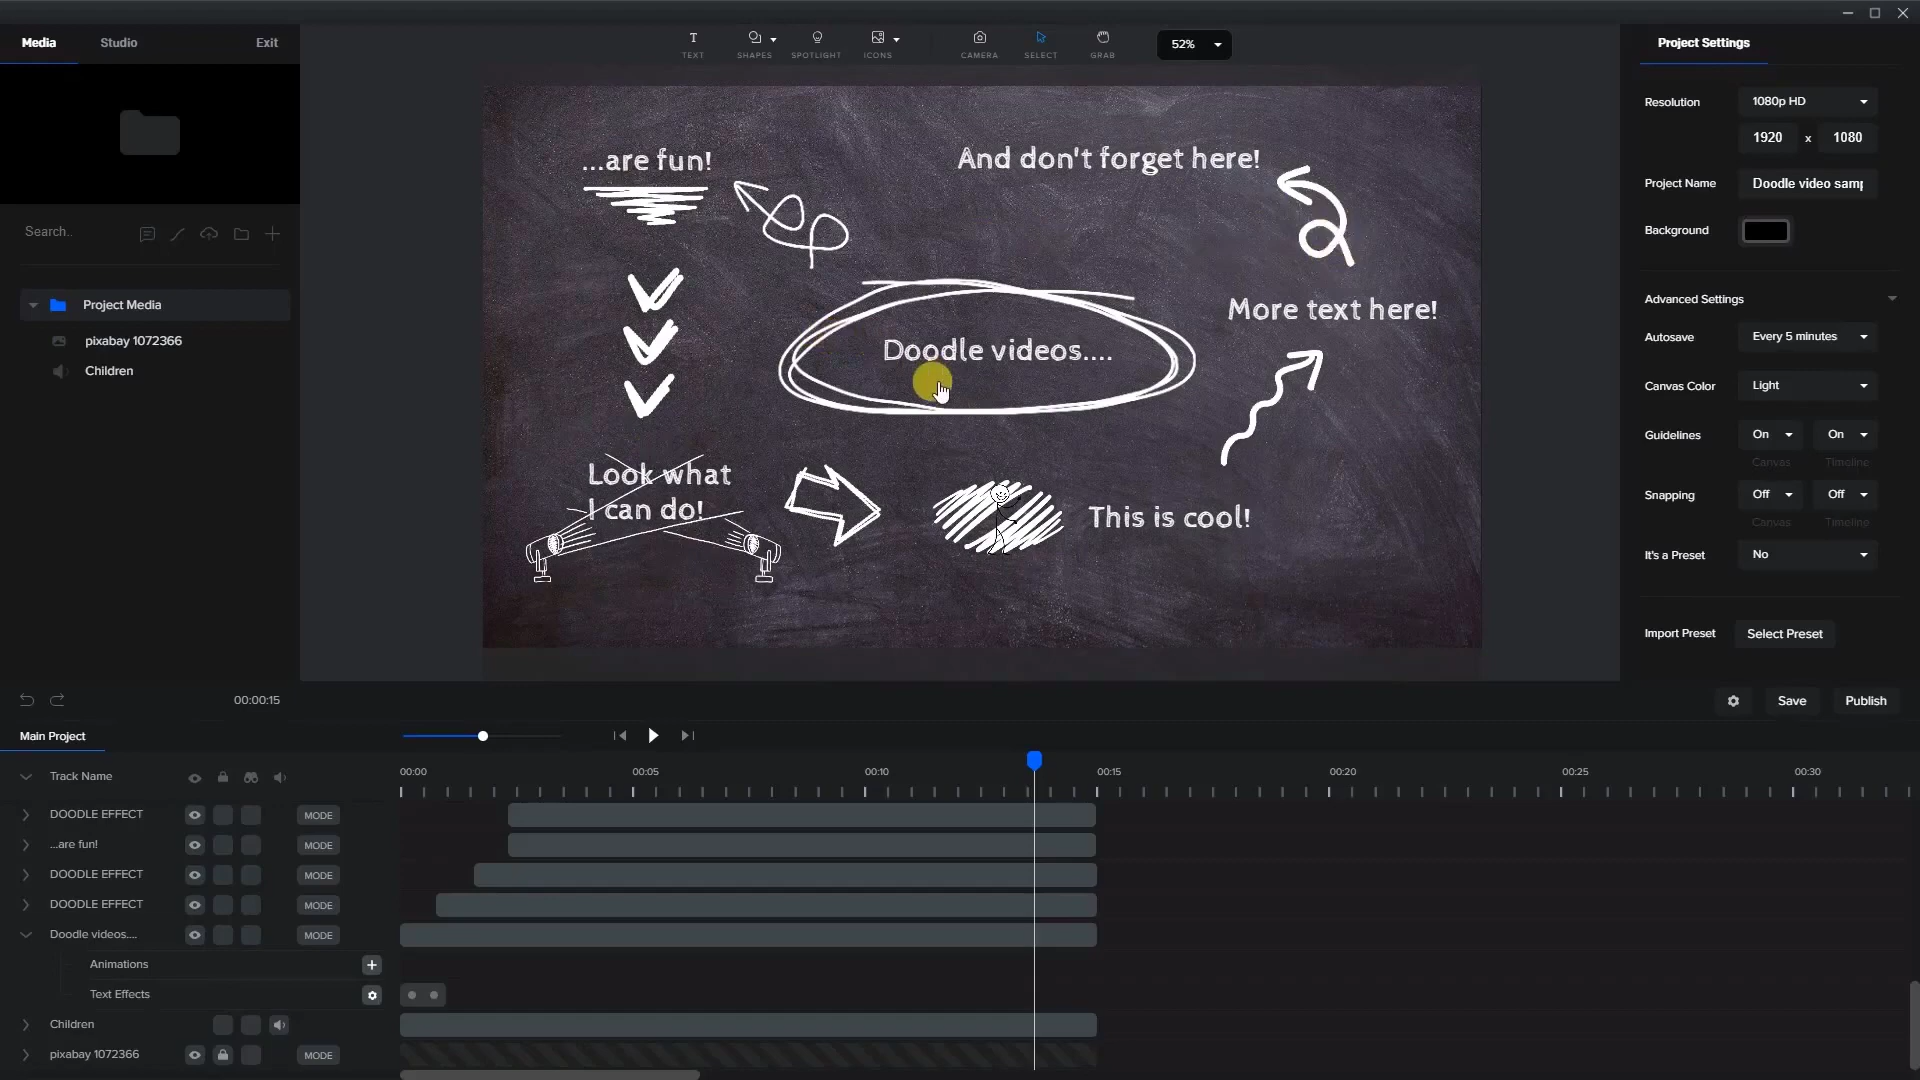 Media
Studio
Exit
TEXT
SHAPES
SPOTLIGHT
ICONS
CAMERA
SELECT
GRAB
52%
Project Settings
Search..
Project Media
pixabay 1072366
Children
...are fun!
And don't forget here!
More text here!
Doodle videos....
Look what
I can do!
This is cool!
Resolution
1080p HD
1920 x 1080
Project Name
Doodle video samp
Background
Advanced Settings
Autosave
Every 5 minutes
Canvas Color
Light
Guidelines
On
On
Canvas
Timeline
Snapping
Off
Off
Canvas
Timeline
It's a Preset
No
Import Preset
Select Preset
00:00:15
Save
Publish
Main Project
Track Name
00:00
00:05
00:10
00:15
00:20
00:25
00:30
DOODLE EFFECT
MODE
...are fun!
MODE
DOODLE EFFECT
MODE
DOODLE EFFECT
MODE
Doodle videos....
MODE
Animations
Text Effects
Children
pixabay 1072366
MODE